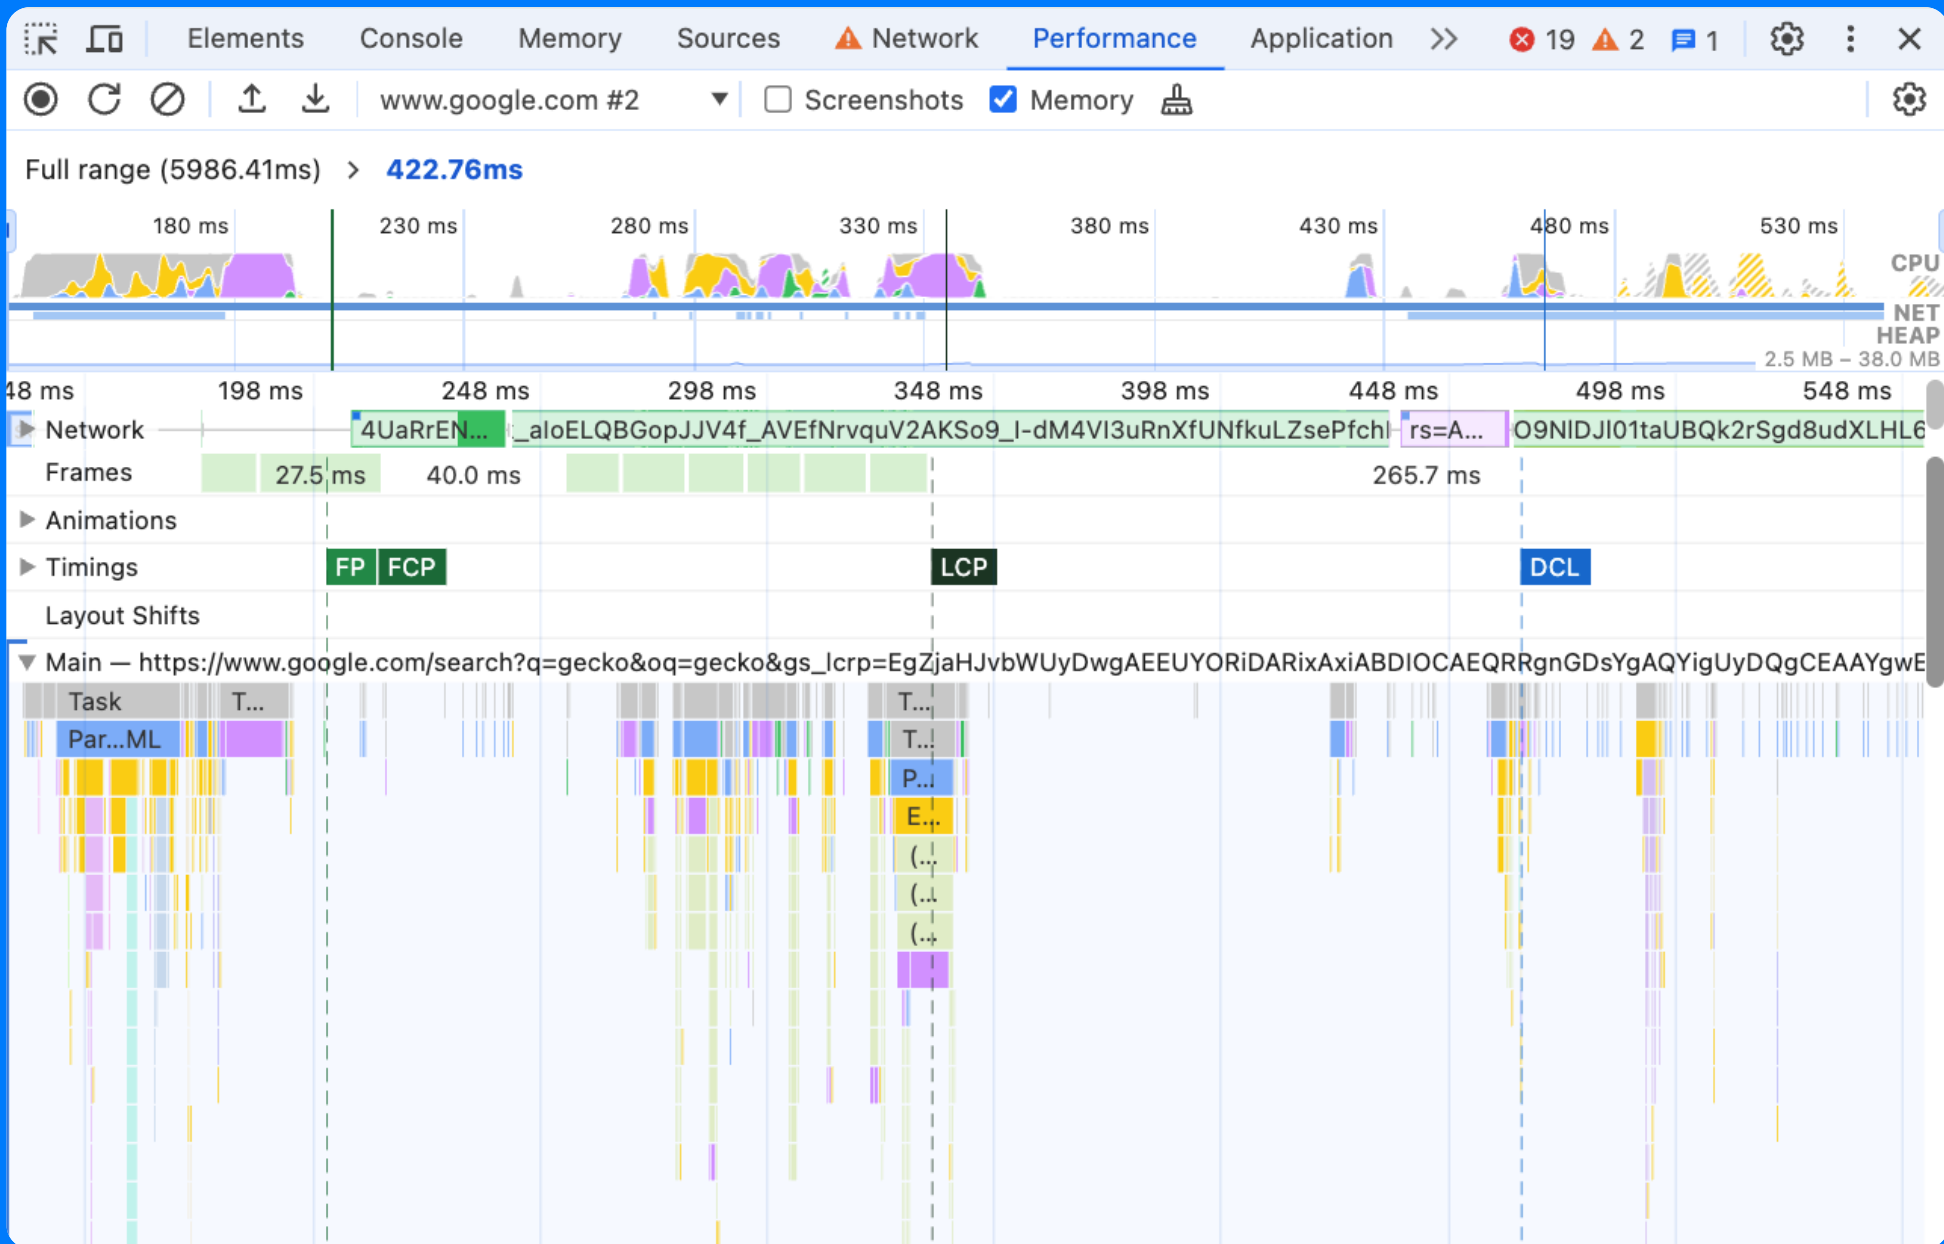 Elements Console Memory Sources Network Performance Application 19 2 1
www.google.com #2 Screenshots Memory
Full range (5986.41ms) > 422.76ms
180 ms 230 ms 280 ms 330 ms 380 ms 430 ms 480 ms 530 ms
CPU
NET
HEAP
2.5 MB – 38.0 MB
48 ms 198 ms 248 ms 298 ms 348 ms 398 ms 448 ms 498 ms 548 ms
Network 4UaRrEN... _aIoELQBGopJJV4f_AVEfNrvquV2AKSo9_I-dM4VI3uRnXfUNfkuLZsePfchI rs=A... O9NIDJI01taUBQk2rSgd8udXLHL6
Frames 27.5 ms 40.0 ms 265.7 ms
Animations
Timings FP FCP LCP DCL
Layout Shifts
Main — https://www.google.com/search?q=gecko&oq=gecko&gs_lcrp=EgZjaHJvbWUyDwgAEEUYORiDARixAxiABDIOCAEQRRgnGDsYgAQYigUyDQgCEAAYgwE
Task T... T...
Par...ML T...
P...
E...
(...
(...
(...